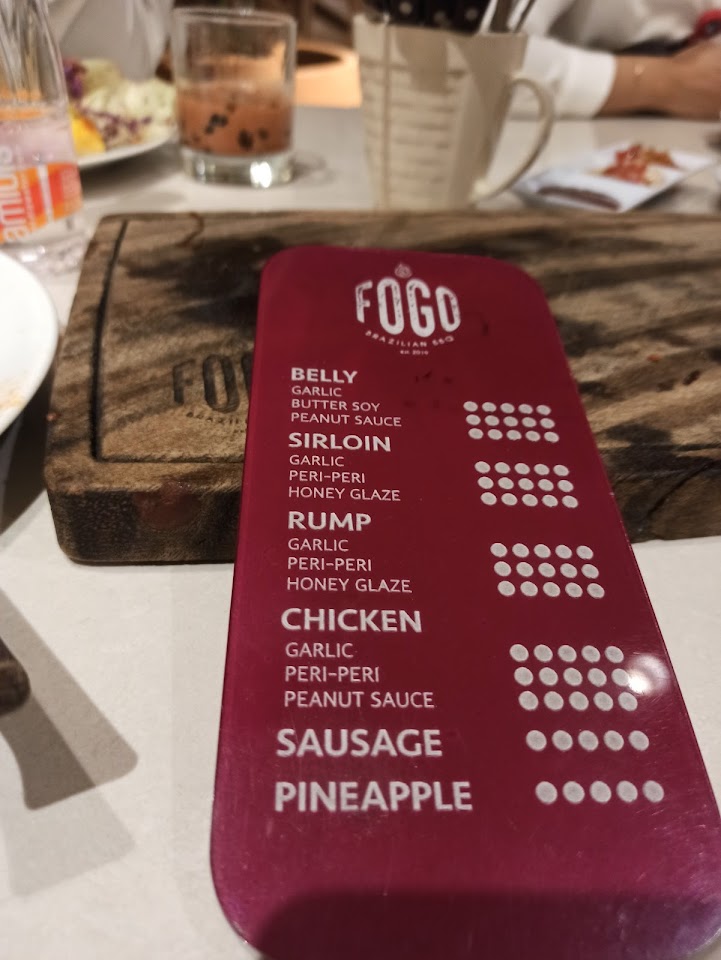 FOGO
BRAZILIAN BBQ
BELLY
GARLIC
BUTTER SOY
PEANUT SAUCE
SIRLOIN
GARLIC
PERI-PERI
HONEY GLAZE
RUMP
GARLIC
PERI-PERI
HONEY GLAZE
CHICKEN
GARLIC
PERI-PERI
PEANUT SAUCE
SAUSAGE
PINEAPPLE